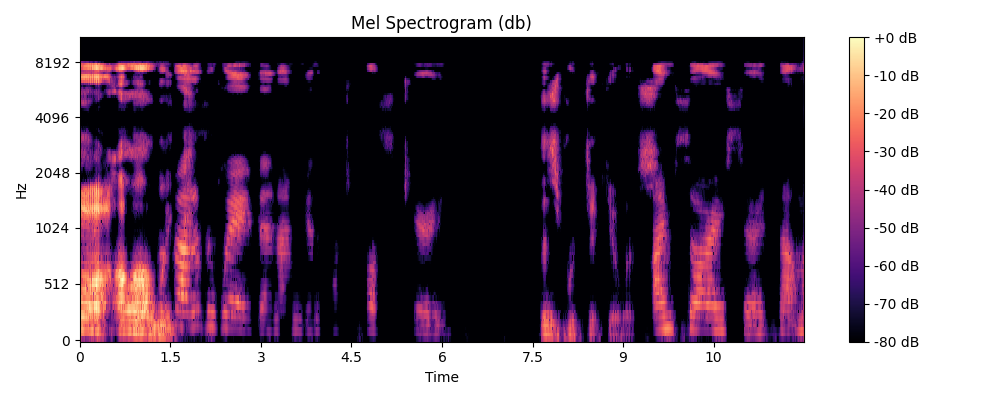 Mel Spectrogram (db)
8192
4096
2048
1024
512
0
Hz
0 1.5 3 4.5 6 7.5 9 10
Time
+0 dB
-10 dB
-20 dB
-30 dB
-40 dB
-50 dB
-60 dB
-70 dB
-80 dB